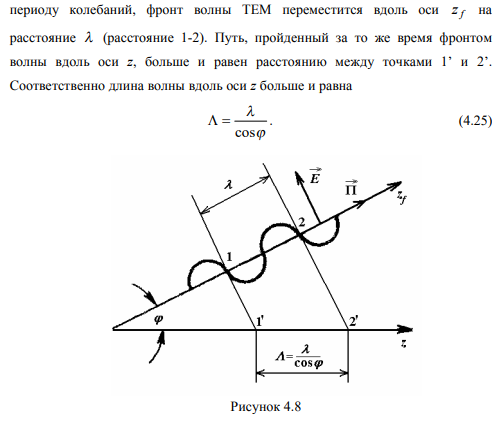 периоду колебаний, фронт волны ТЕМ переместится вдоль оси z_f на
расстояние λ (расстояние 1-2). Путь, пройденный за то же время фронтом
волны вдоль оси z, больше и равен расстоянию между точками 1’ и 2’.
Соответственно длина волны вдоль оси z больше и равна
Λ = λ / cosφ . (4.25)
λ
E⃗
П⃗
z_f
2
1
φ
1'
2'
z
Λ = λ / cosφ
Рисунок 4.8